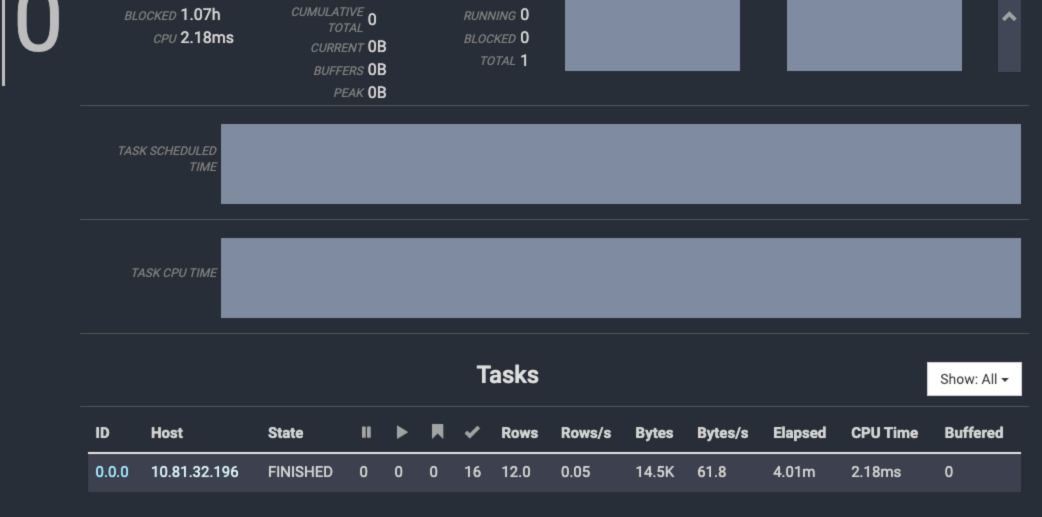 0
BLOCKED 1.07h
CPU 2.18ms
CUMULATIVE
TOTAL 0
CURRENT 0B
BUFFERS 0B
PEAK 0B
RUNNING 0
BLOCKED 0
TOTAL 1
TASK SCHEDULED
TIME
TASK CPU TIME
Tasks
Show: All
ID Host State Rows Rows/s Bytes Bytes/s Elapsed CPU Time Buffered
0.0.0 10.81.32.196 FINISHED 0 0 0 16 12.0 0.05 14.5K 61.8 4.01m 2.18ms 0